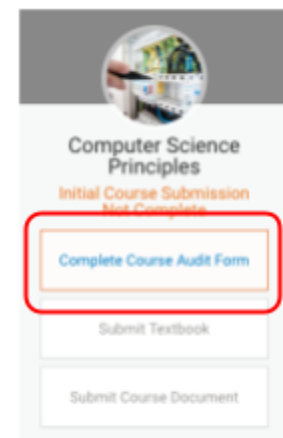 Computer Science
Principles
Initial Course Submission
Not Complete
Complete Course Audit Form
Submit Textbook
Submit Course Document